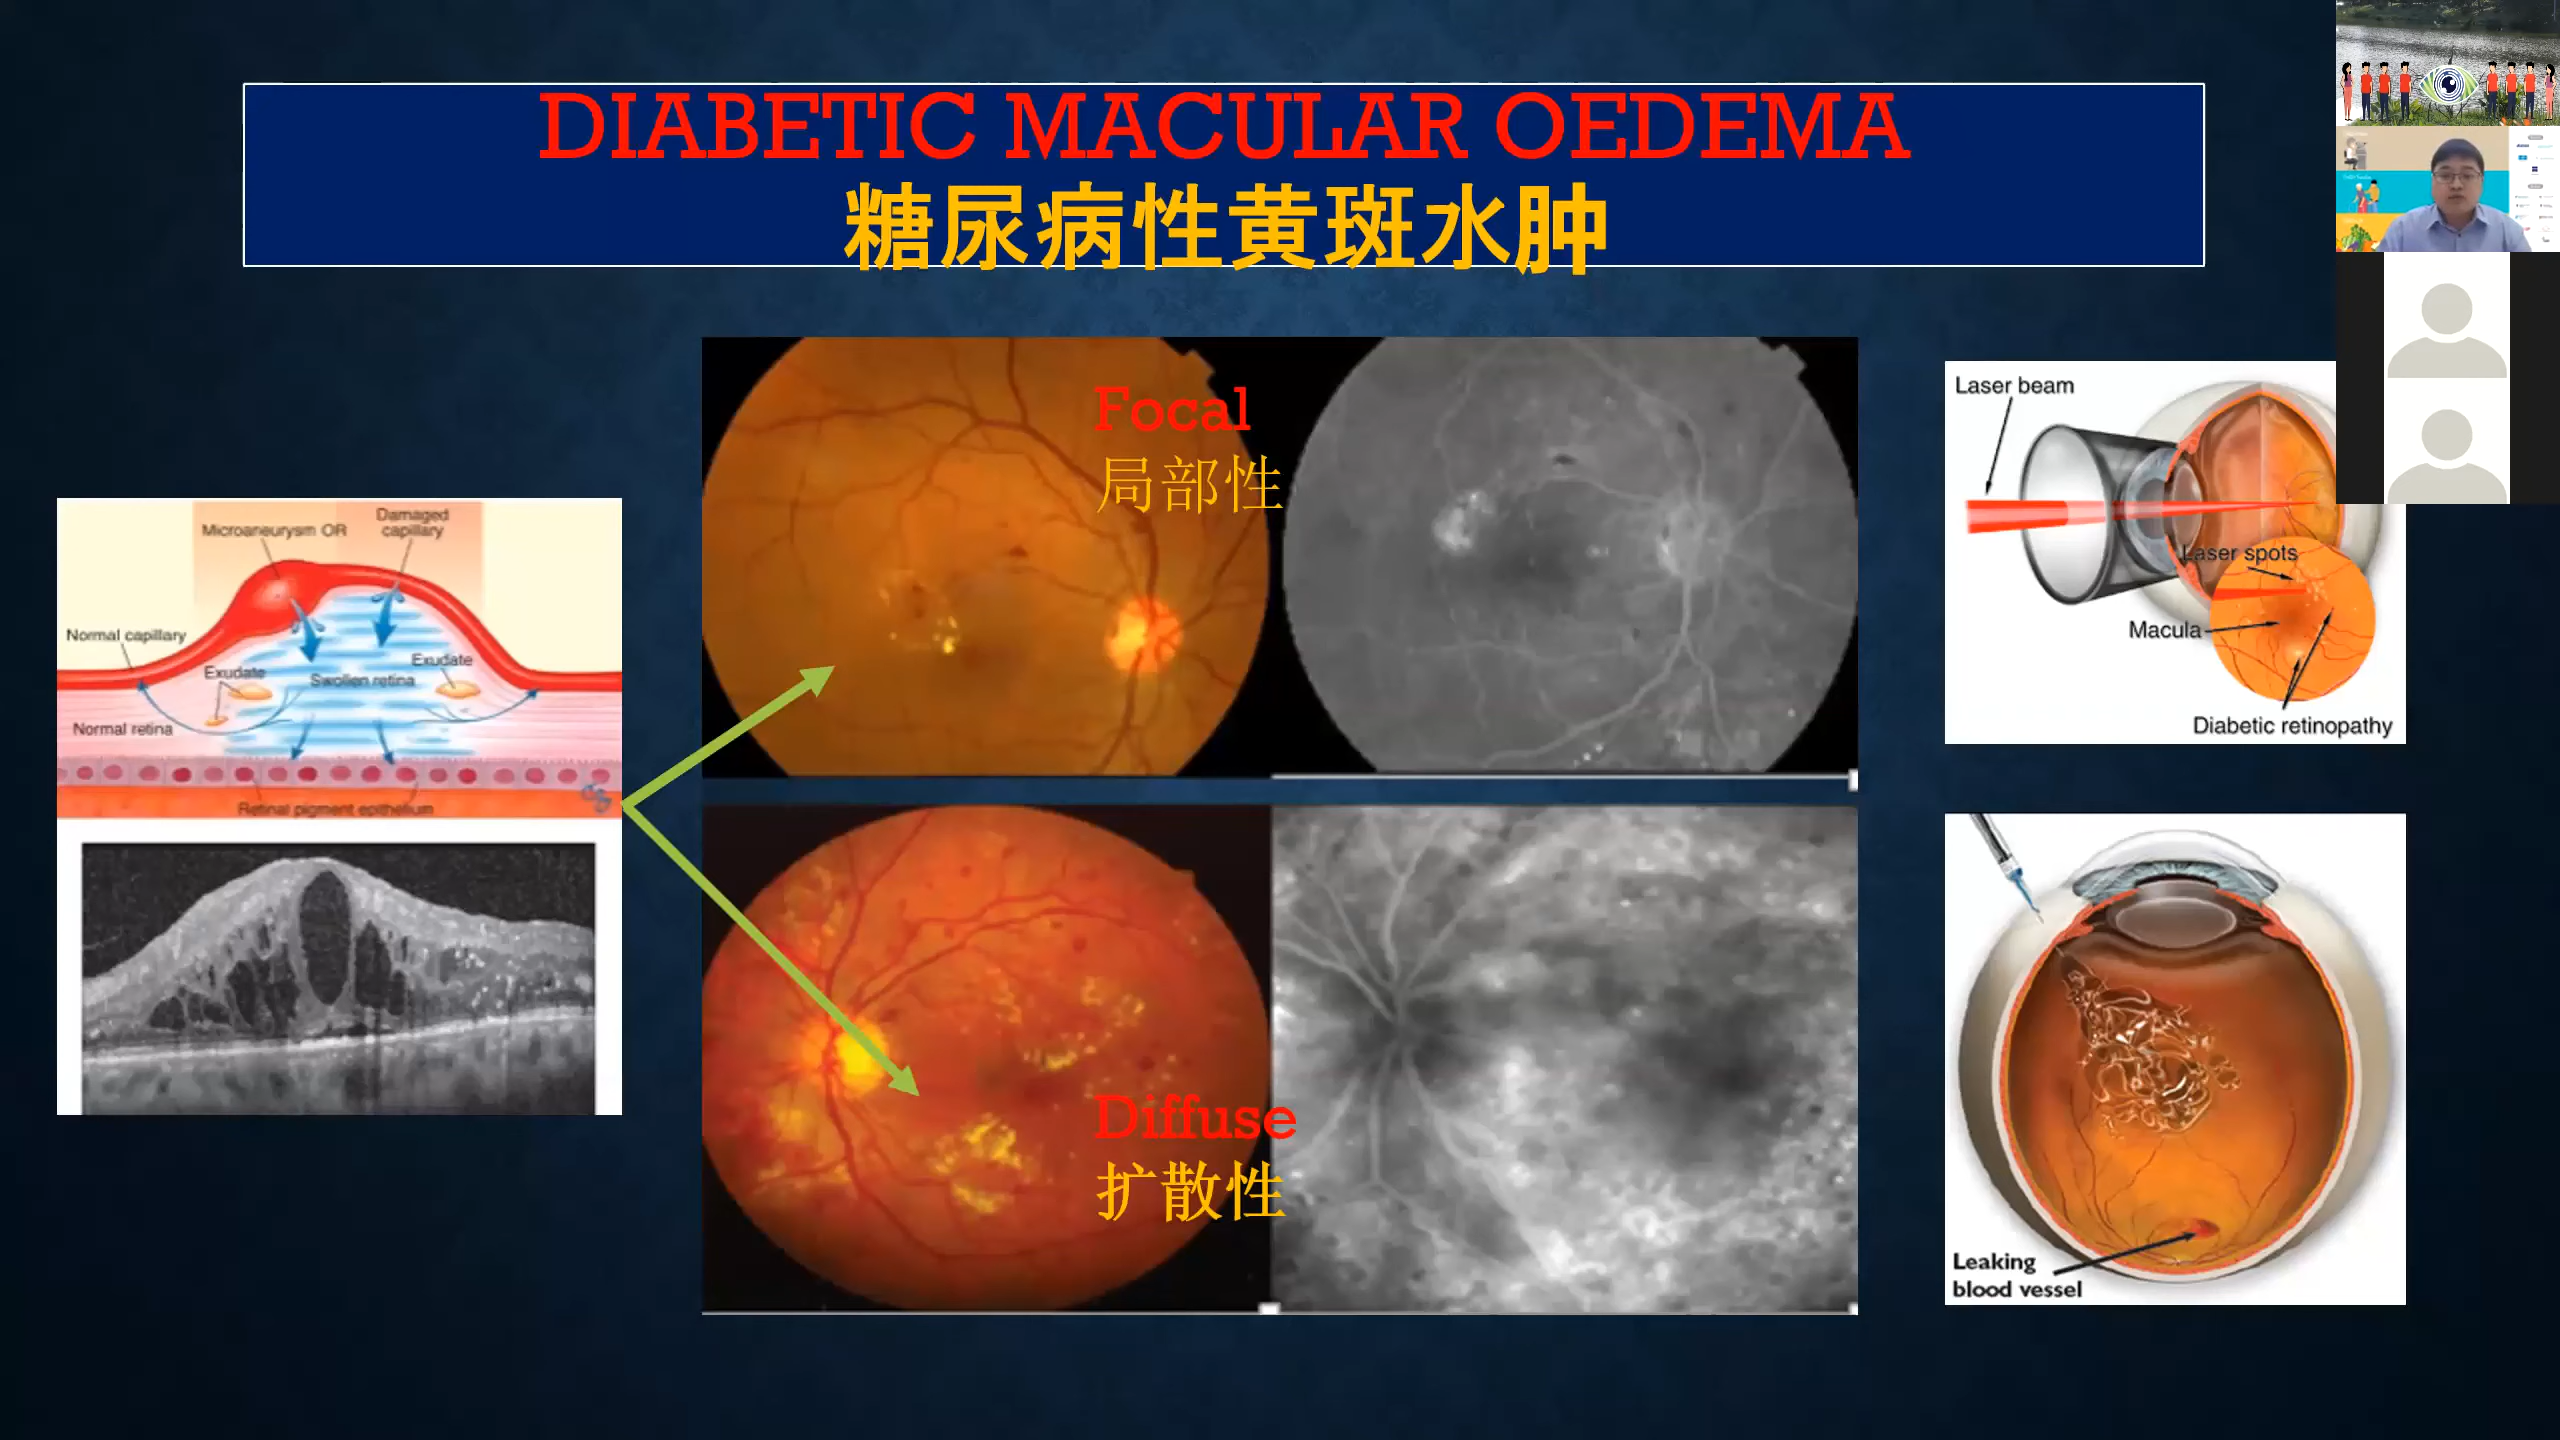 DIABETIC MACULAR OEDEMA
糖尿病性黄斑水肿
Microaneurysm OR
Damaged
capillary
Normal capillary
Exudate
Exudate
Swollen retina
Normal retina
Retinal pigment epithelium
Focal
局部性
Diffuse
扩散性
Laser beam
Laser spots
Macula
Diabetic retinopathy
Leaking
blood vessel